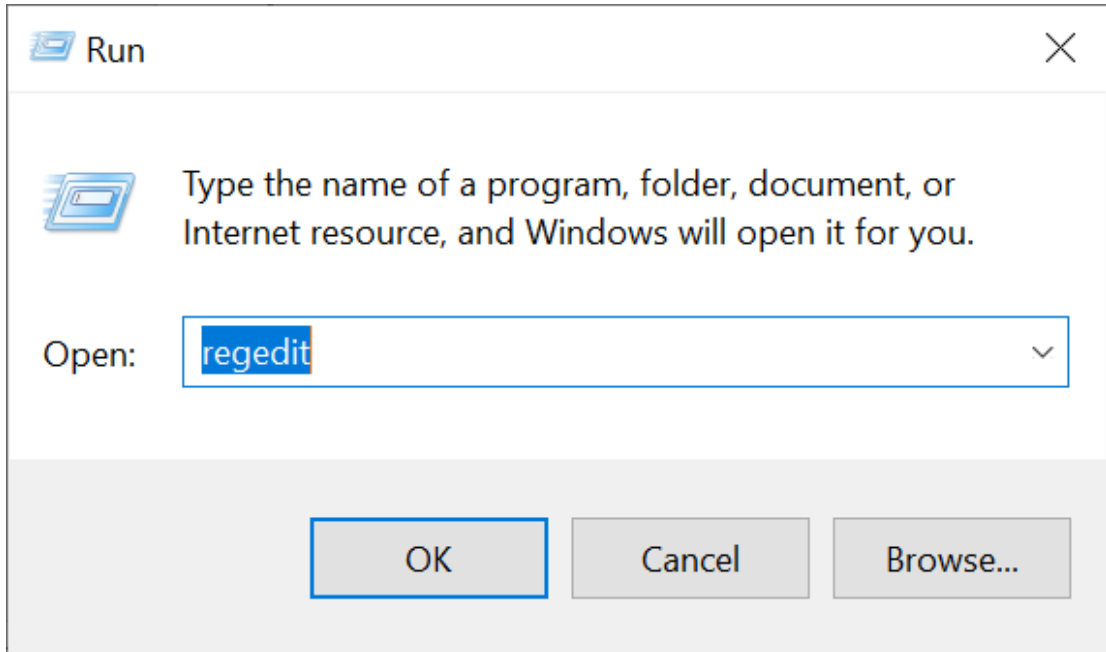 Run
Type the name of a program, folder, document, or
Internet resource, and Windows will open it for you.
Open: regedit
OK Cancel Browse...